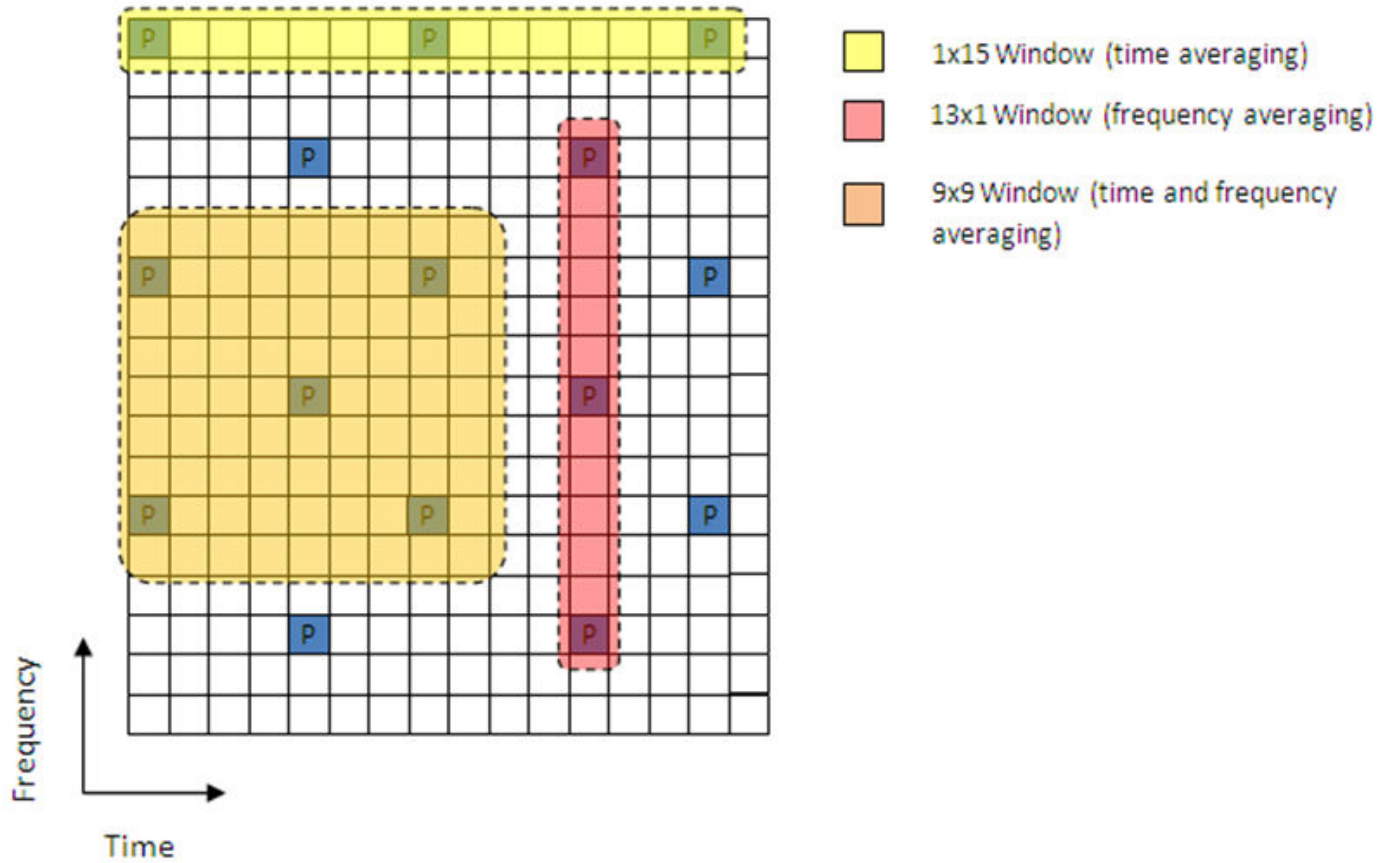 P P P
P P
P P P
P P
P P P
P P
Frequency
Time
1x15 Window (time averaging)
13x1 Window (frequency averaging)
9x9 Window (time and frequency
averaging)